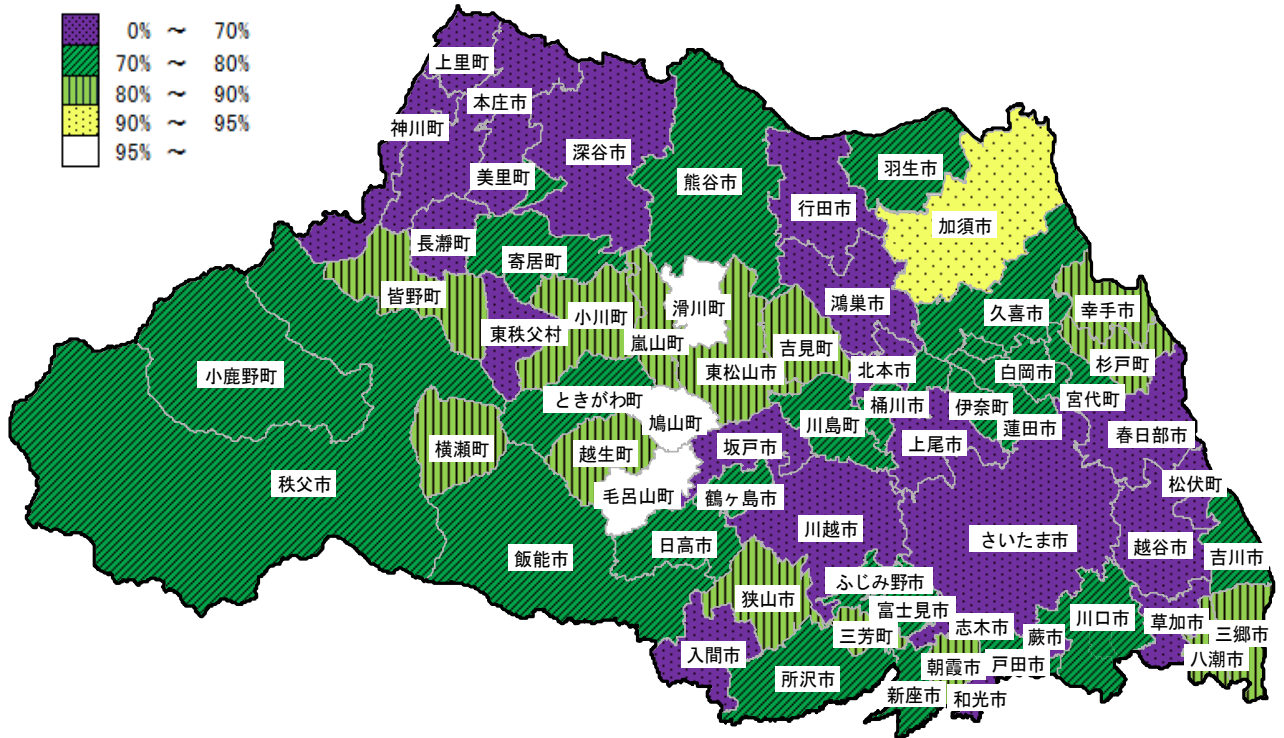 0% ～ 70%
70% ～ 80%
80% ～ 90%
90% ～ 95%
95% ～
上里町
本庄市
神川町
深谷市
美里町
熊谷市
羽生市
行田市
加須市
長瀞町
寄居町
皆野町
滑川町
鴻巣市
久喜市
幸手市
小川町
東秩父村
嵐山町
吉見町
杉戸町
東松山市
北本市
白岡市
小鹿野町
ときがわ町
桶川市
伊奈町
宮代町
鳩山町
川島町
蓮田市
春日部市
横瀬町
越生町
坂戸市
上尾市
秩父市
毛呂山町
鶴ヶ島市
松伏町
川越市
さいたま市
越谷市
吉川市
飯能市
日高市
ふじみ野市
狭山市
富士見市
三芳町
志木市
蕨市
川口市
草加市
三郷市
入間市
所沢市
朝霞市
戸田市
八潮市
新座市
和光市